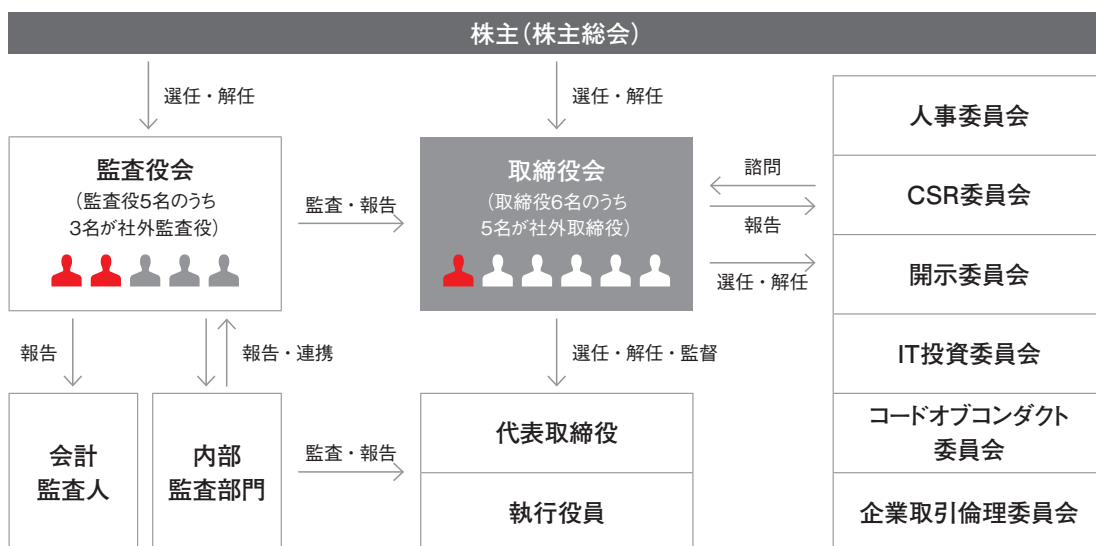 株主（株主総会）
選任・解任
選任・解任
監査役会
（監査役5名のうち
3名が社外監査役）
監査・報告
取締役会
（取締役6名のうち
5名が社外取締役）
諮問
報告
選任・解任
人事委員会
CSR委員会
開示委員会
IT投資委員会
コードオブコンダクト
委員会
企業取引倫理委員会
報告
報告・連携
選任・解任・監督
会計
監査人
内部
監査部門
監査・報告
代表取締役
執行役員